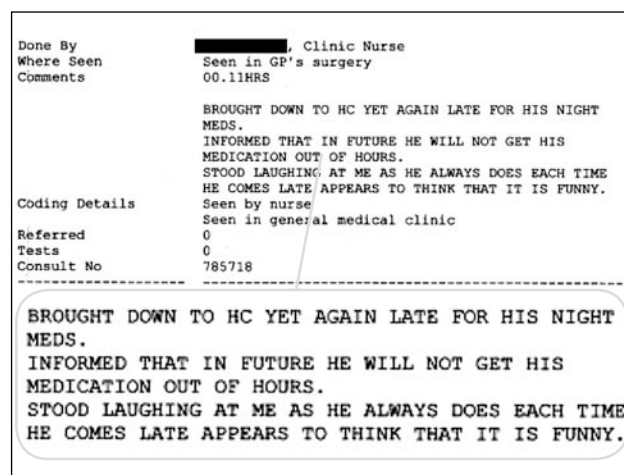 Done By , Clinic Nurse
Where Seen Seen in GP's surgery
Comments 00.11HRS
BROUGHT DOWN TO HC YET AGAIN LATE FOR HIS NIGHT
MEDS.
INFORMED THAT IN FUTURE HE WILL NOT GET HIS
MEDICATION OUT OF HOURS.
STOOD LAUGHING AT ME AS HE ALWAYS DOES EACH TIME
HE COMES LATE APPEARS TO THINK THAT IT IS FUNNY.
Coding Details Seen by nurse
Seen in general medical clinic
Referred 0
Tests 0
Consult No 785718
BROUGHT DOWN TO HC YET AGAIN LATE FOR HIS NIGHT
MEDS.
INFORMED THAT IN FUTURE HE WILL NOT GET HIS
MEDICATION OUT OF HOURS.
STOOD LAUGHING AT ME AS HE ALWAYS DOES EACH TIME
HE COMES LATE APPEARS TO THINK THAT IT IS FUNNY.